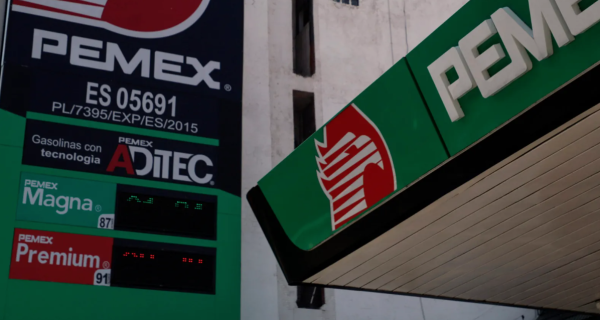 PEMEX®
ES 05691
PL/7395/EXP/ES/2015
Gasolinas con
tecnología
PEMEX
ADiTEC®
PEMEX
Magna®
87
PEMEX
Premium®
91
PEMEX